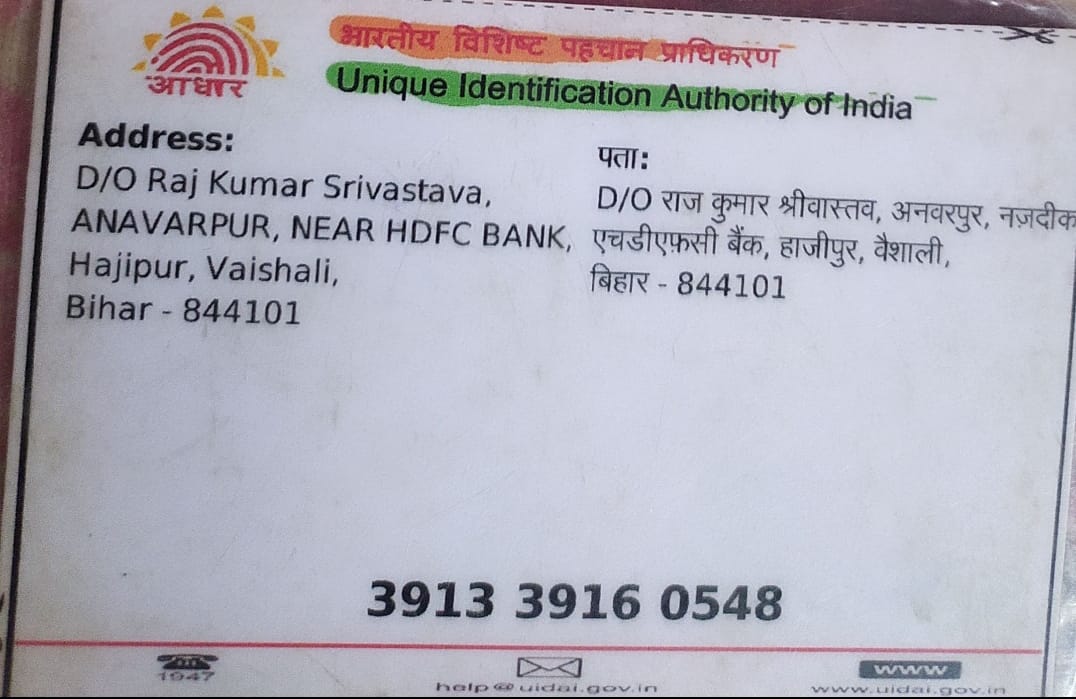 आधार
भारतीय विशिष्ट पहचान प्राधिकरण
Unique Identification Authority of India
Address:
D/O Raj Kumar Srivastava,
ANAVARPUR, NEAR HDFC BANK,
Hajipur, Vaishali,
Bihar - 844101
पता:
D/O राज कुमार श्रीवास्तव, अनवरपुर, नज़दीक
एचडीएफ़सी बैंक, हाजीपुर, वैशाली,
बिहार - 844101
3913 3916 0548
1947
help@uidai.gov.in
www
www.uidai.gov.in